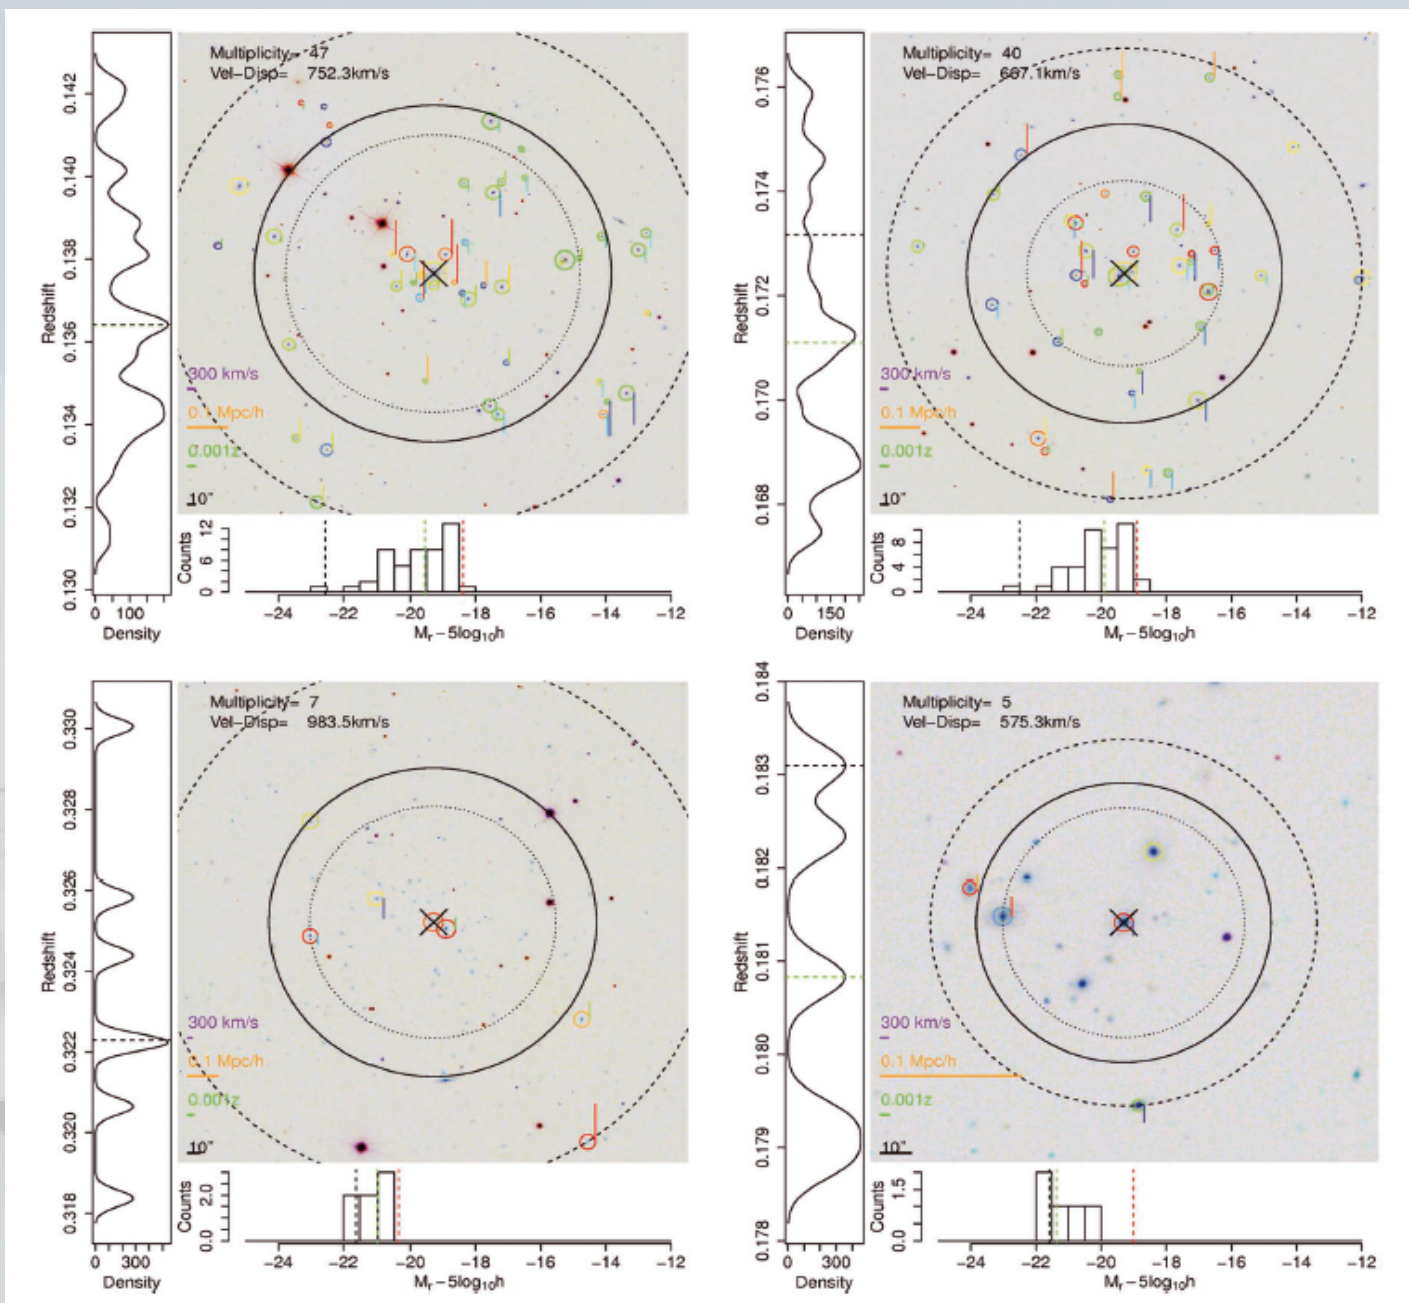 Multiplicity= 47
Vel-Disp= 752.3km/s
Redshift
0.142
0.140
0.138
0.136
0.134
0.132
0.130
300 km/s
0.1 Mpc/h
0.001z
10"
0 100
Density
Counts
12
6
0
-24 -22 -20 -18 -16 -14 -12
Mr-5log10h
Multiplicity= 40
Vel-Disp= 667.1km/s
Redshift
0.176
0.174
0.172
0.170
0.168
300 km/s
0.1 Mpc/h
0.001z
10"
0 150
Density
Counts
8
4
0
-24 -22 -20 -18 -16 -14 -12
Mr-5log10h
Multiplicity= 7
Vel-Disp= 983.5km/s
Redshift
0.330
0.328
0.326
0.324
0.322
0.320
0.318
300 km/s
0.1 Mpc/h
0.001z
10"
0 300
Density
Counts
2.0
0.0
-24 -22 -20 -18 -16 -14 -12
Mr-5log10h
Multiplicity= 5
Vel-Disp= 575.3km/s
Redshift
0.184
0.183
0.182
0.181
0.180
0.179
0.178
300 km/s
0.1 Mpc/h
0.001z
10"
0 300
Density
Counts
1.5
0.0
-24 -22 -20 -18 -16 -14 -12
Mr-5log10h